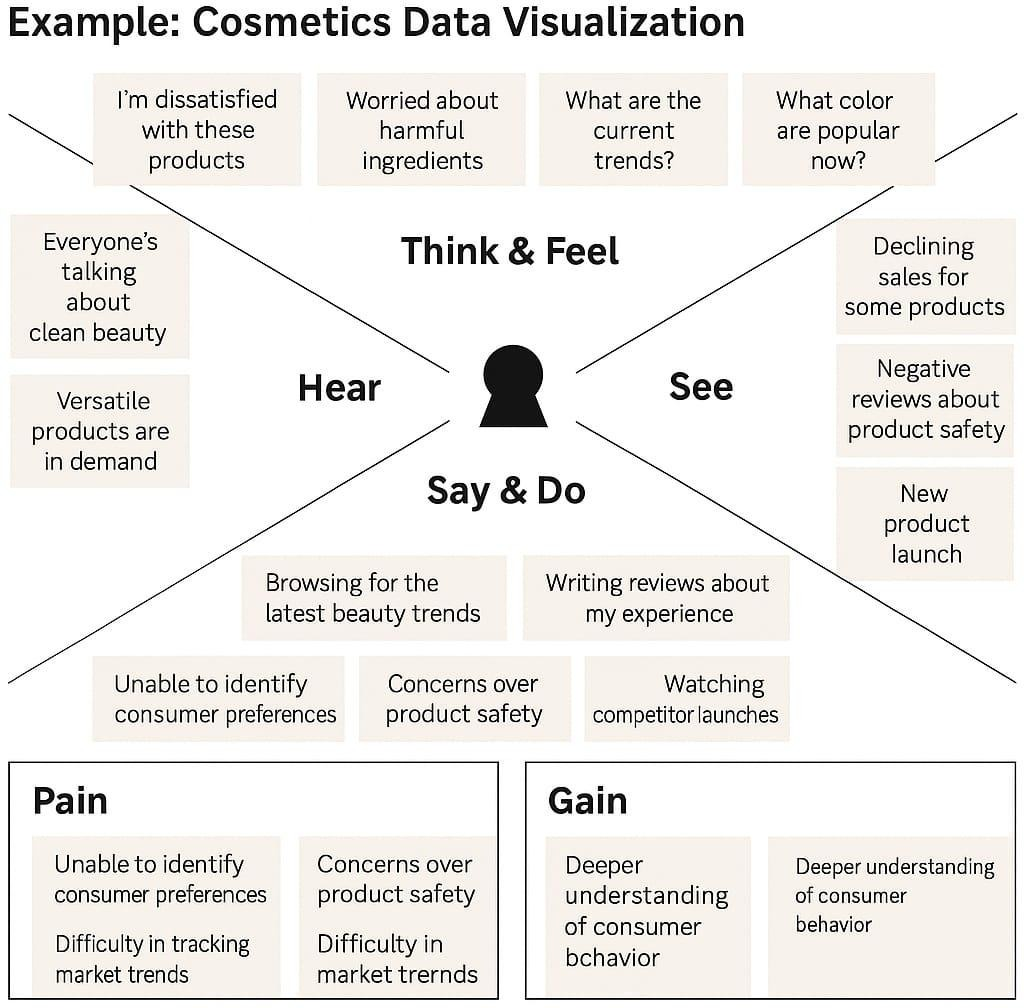 Example: Cosmetics Data Visualization
I'm dissatisfied
with these
products
Worried about
harmful
ingredients
What are the
current
trends?
What color
are popular
now?
Think & Feel
Everyone's
talking
about
clean beauty
Versatile
products are
in demand
Hear
See
Declining
sales for
some products
Negative
reviews about
product safety
New
product
launch
Say & Do
Browsing for the
latest beauty trends
Writing reviews about
my experience
Unable to identify
consumer preferences
Concerns over
product safety
Watching
competitor launches
Pain
Unable to identify
consumer preferences
Difficulty in tracking
market trends
Concerns over
product safety
Difficulty in
market terrnds
Gain
Deeper
understanding
of consumer
bchavior
Deeper understanding
of consumer
behavior